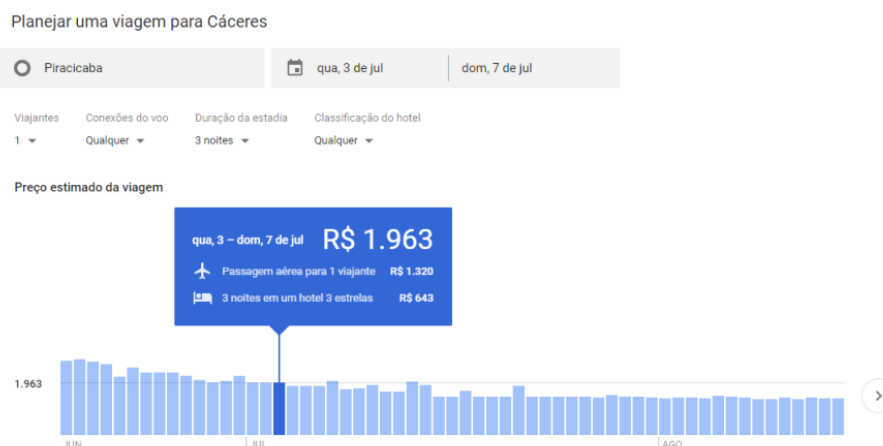 Planejar uma viagem para Cáceres
Piracicaba qua, 3 de jul dom, 7 de jul
Viajantes Conexões do voo Duração da estadia Classificação do hotel
1 Qualquer 3 noites Qualquer
Preço estimado da viagem
qua, 3 – dom, 7 de jul R$ 1.963
Passagem aérea para 1 viajante R$ 1.320
3 noites em um hotel 3 estrelas R$ 643
1.963
JUN JUL AGO